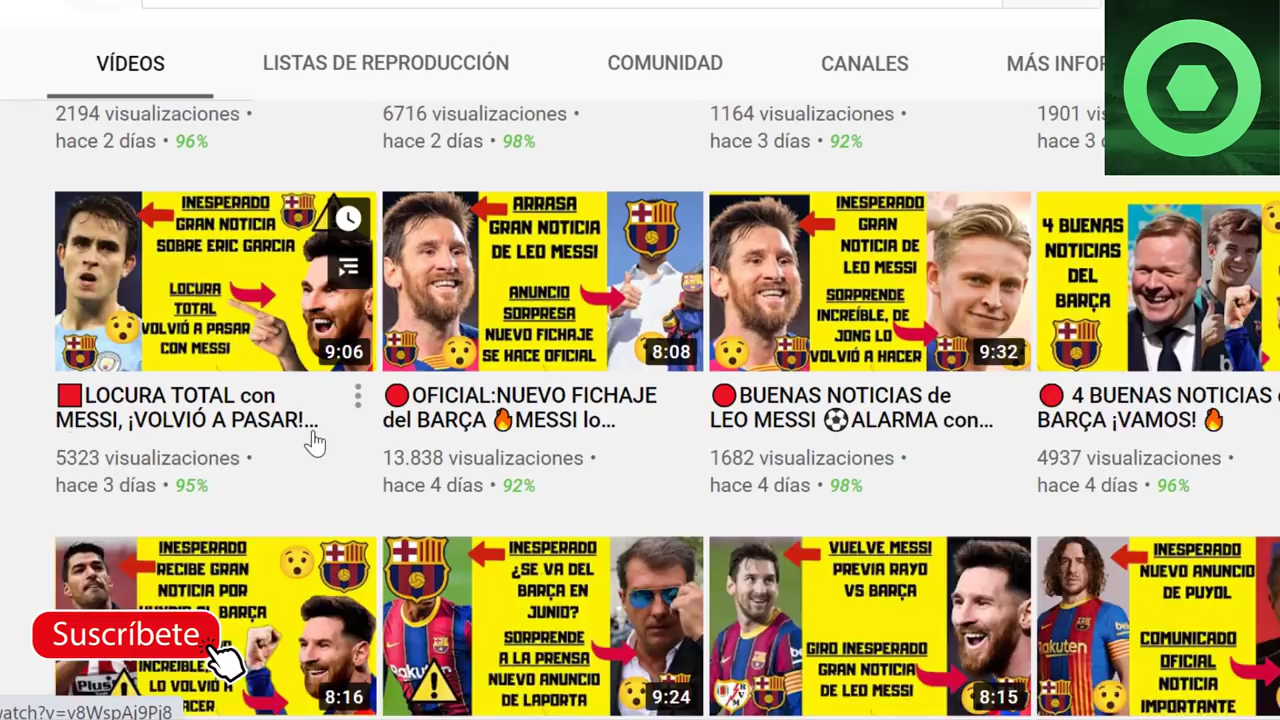 VÍDEOS
LISTAS DE REPRODUCCIÓN
COMUNIDAD
CANALES
MÁS INFOR
2194 visualizaciones •
hace 2 días • 96%
6716 visualizaciones •
hace 2 días • 98%
1164 visualizaciones •
hace 3 días • 92%
1901 vis
hace 3
INESPERADO
GRAN NOTICIA
SOBRE ERIC GARCIA
LOCURA
TOTAL
VOLVIÓ A PASAR
CON MESSI
9:06
ARRASA
GRAN NOTICIA
DE LEO MESSI
ANUNCIO
SORPRESA
NUEVO FICHAJE
SE HACE OFICIAL
8:08
INESPERADO
GRAN
NOTICIA DE
LEO MESSI
SORPRENDE
INCREÍBLE, DE
JONG LO
VOLVIÓ A HACER
9:32
4 BUENAS
NOTICIAS
DEL
BARÇA
🟥LOCURA TOTAL con
MESSI, ¡VOLVIÓ A PASAR!...
5323 visualizaciones •
hace 3 días • 95%
🔴OFICIAL:NUEVO FICHAJE
del BARÇA 🔥MESSI lo...
13.838 visualizaciones •
hace 4 días • 92%
🔴BUENAS NOTICIAS de
LEO MESSI ⚽ALARMA con...
1682 visualizaciones •
hace 4 días • 98%
🔴 4 BUENAS NOTICIAS
BARÇA ¡VAMOS! 🔥
4937 visualizaciones •
hace 4 días • 96%
INESPERADO
RECIBE GRAN
NOTICIA POR
BARÇA
INCREÍBLE
LO VOLVIÓ A
ACER
Plus
8:16
INESPERADO
¿SE VA DEL
BARÇA EN
JUNIO?
SORPRENDE
A LA PRENSA
NUEVO ANUNCIO
DE LAPORTA
9:24
VUELVE MESSI
PREVIA RAYO
VS BARÇA
GIRO INESPERADO
GRAN NOTICIA
DE LEO MESSI
Rakuten
8:15
INESPERADO
NUEVO ANUNCIO
DE PUYOL
COMUNICADO
OFICIAL
NOTICIA
IMPORTANTE
Rakuten
Suscríbete
watch?v=v8WspAj9Pj8